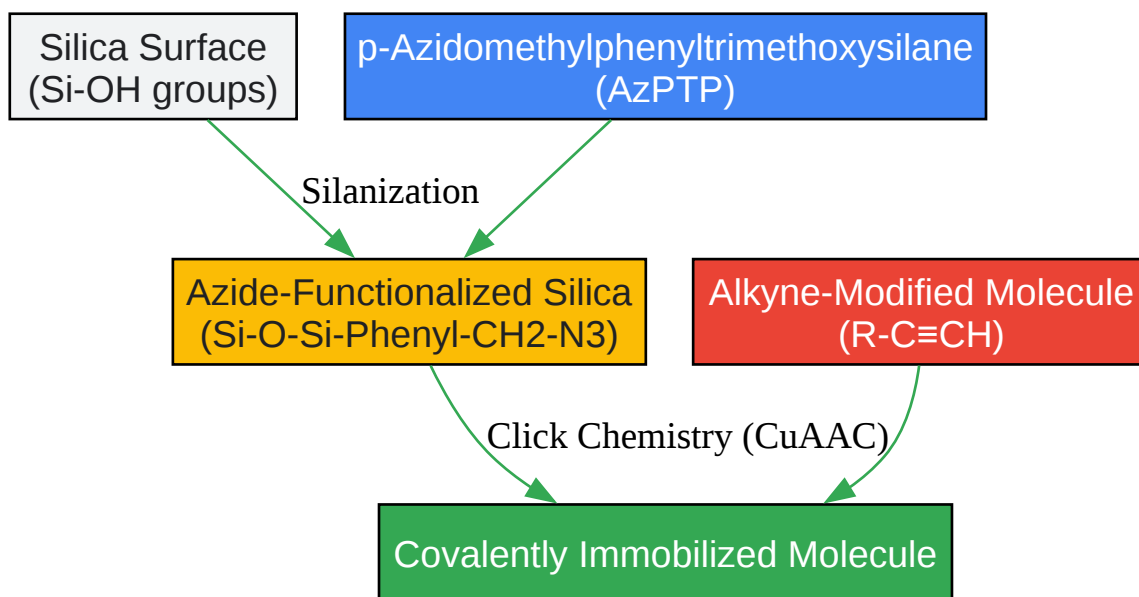 Silica Surface
(Si-OH groups)
p-Azidomethylphenyltrimethoxysilane
(AzPTP)
Silanization
Azide-Functionalized Silica
(Si-O-Si-Phenyl-CH2-N3)
Alkyne-Modified Molecule
(R-C≡CH)
Click Chemistry (CuAAC)
Covalently Immobilized Molecule